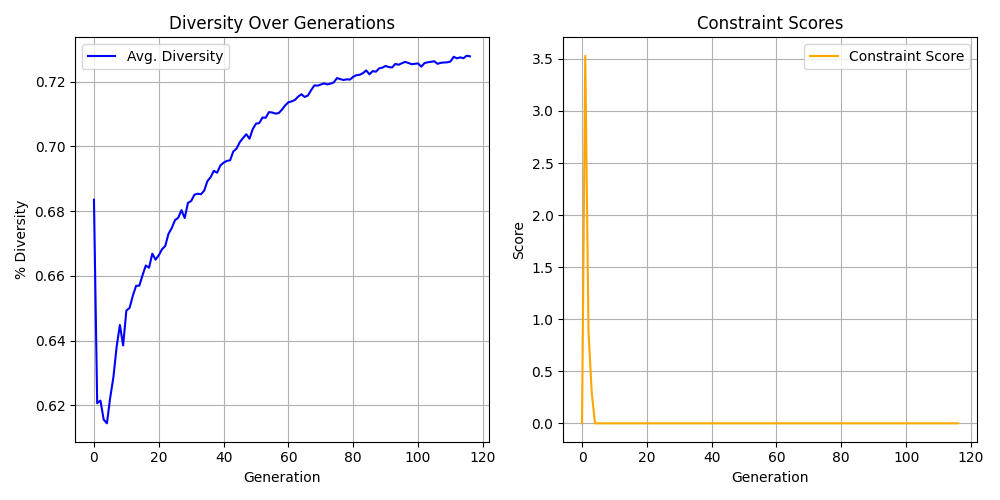 Diversity Over Generations
Avg. Diversity
% Diversity
0.72
0.70
0.68
0.66
0.64
0.62
0 20 40 60 80 100 120
Generation
Constraint Scores
Constraint Score
Score
3.5
3.0
2.5
2.0
1.5
1.0
0.5
0.0
0 20 40 60 80 100 120
Generation